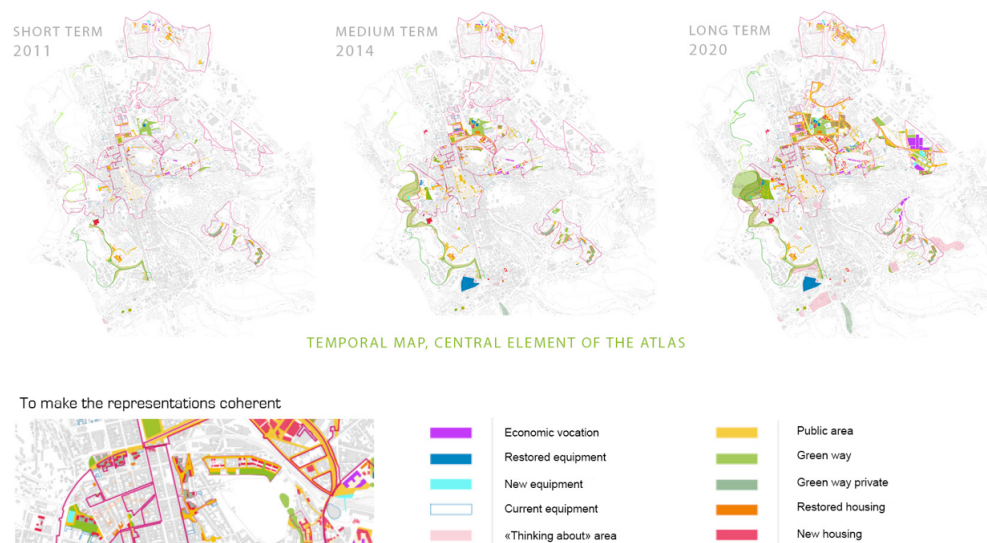 SHORT TERM
2011
MEDIUM TERM
2014
LONG TERM
2020
TEMPORAL MAP, CENTRAL ELEMENT OF THE ATLAS
To make the representations coherent
Economic vocation
Restored equipment
New equipment
Current equipment
«Thinking about» area
Public area
Green way
Green way private
Restored housing
New housing